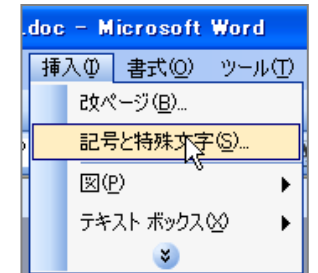 .doc - Microsoft Word
挿入(I) 書式(O) ツール(T)
改ページ(B)...
記号と特殊文字(S)...
図(P)
テキスト ボックス(X)